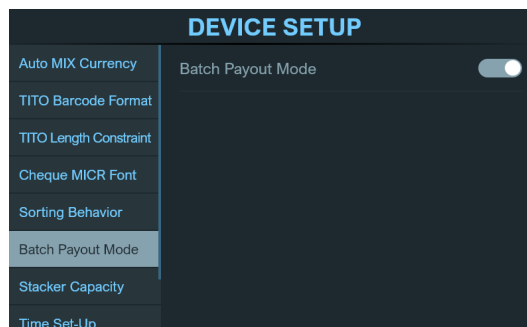 DEVICE SETUP
Auto MIX Currency
TITO Barcode Format
TITO Length Constraint
Cheque MICR Font
Sorting Behavior
Batch Payout Mode
Stacker Capacity
Time Set-Up
Batch Payout Mode